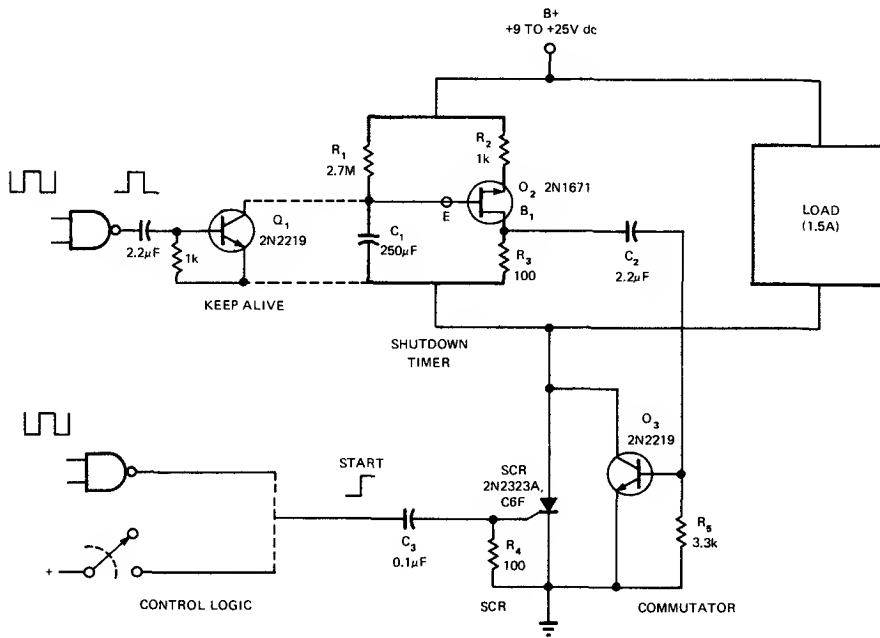 B+
+9 TO +25V dc
R1
2.7M
R2
1k
O2 2N1671
E
B1
Q1
2N2219
C1
250µF
R3
100
C2
2.2µF
LOAD
(1.5A)
2.2µF
1k
KEEP ALIVE
SHUTDOWN
TIMER
O3
2N2219
START
SCR
2N2323A,
C6F
C3
0.1µF
R4
100
R5
3.3k
+
CONTROL LOGIC
SCR
COMMUTATOR